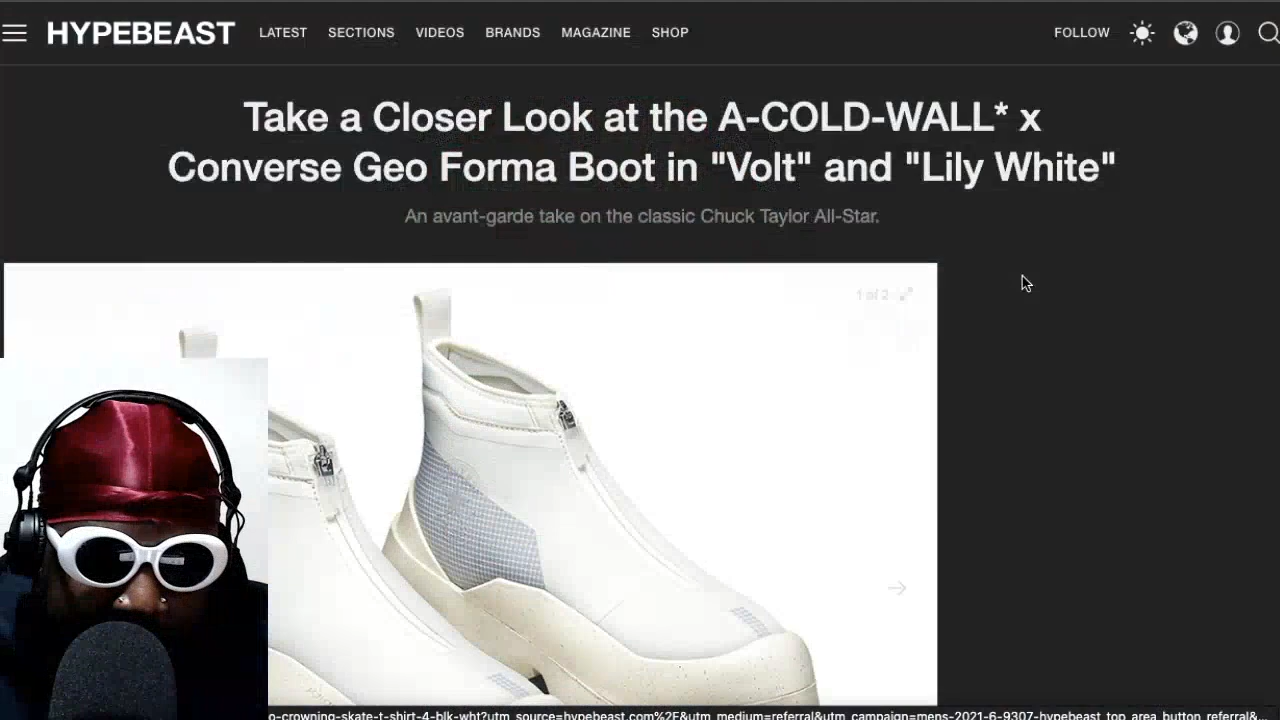 HYPEBEAST LATEST SECTIONS VIDEOS BRANDS MAGAZINE SHOP FOLLOW
Take a Closer Look at the A-COLD-WALL* x
Converse Geo Forma Boot in "Volt" and "Lily White"
An avant-garde take on the classic Chuck Taylor All-Star.
1 of 2
o-crowning-skate-t-shirt-4-blk-wht?utm_source=hypebeast.com%2F&utm_medium=referral&utm_campaign=mens-2021-6-9307-hypebeast_top_area_button_referral&…